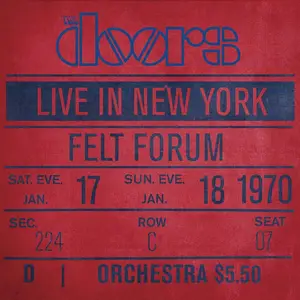 The
doors
LIVE IN NEW YORK
FELT FORUM
SAT. EVE. JAN. 17 SUN. EVE. JAN. 18 1970
SEC. ROW SEAT
224 C 07
D | ORCHESTRA $5.50